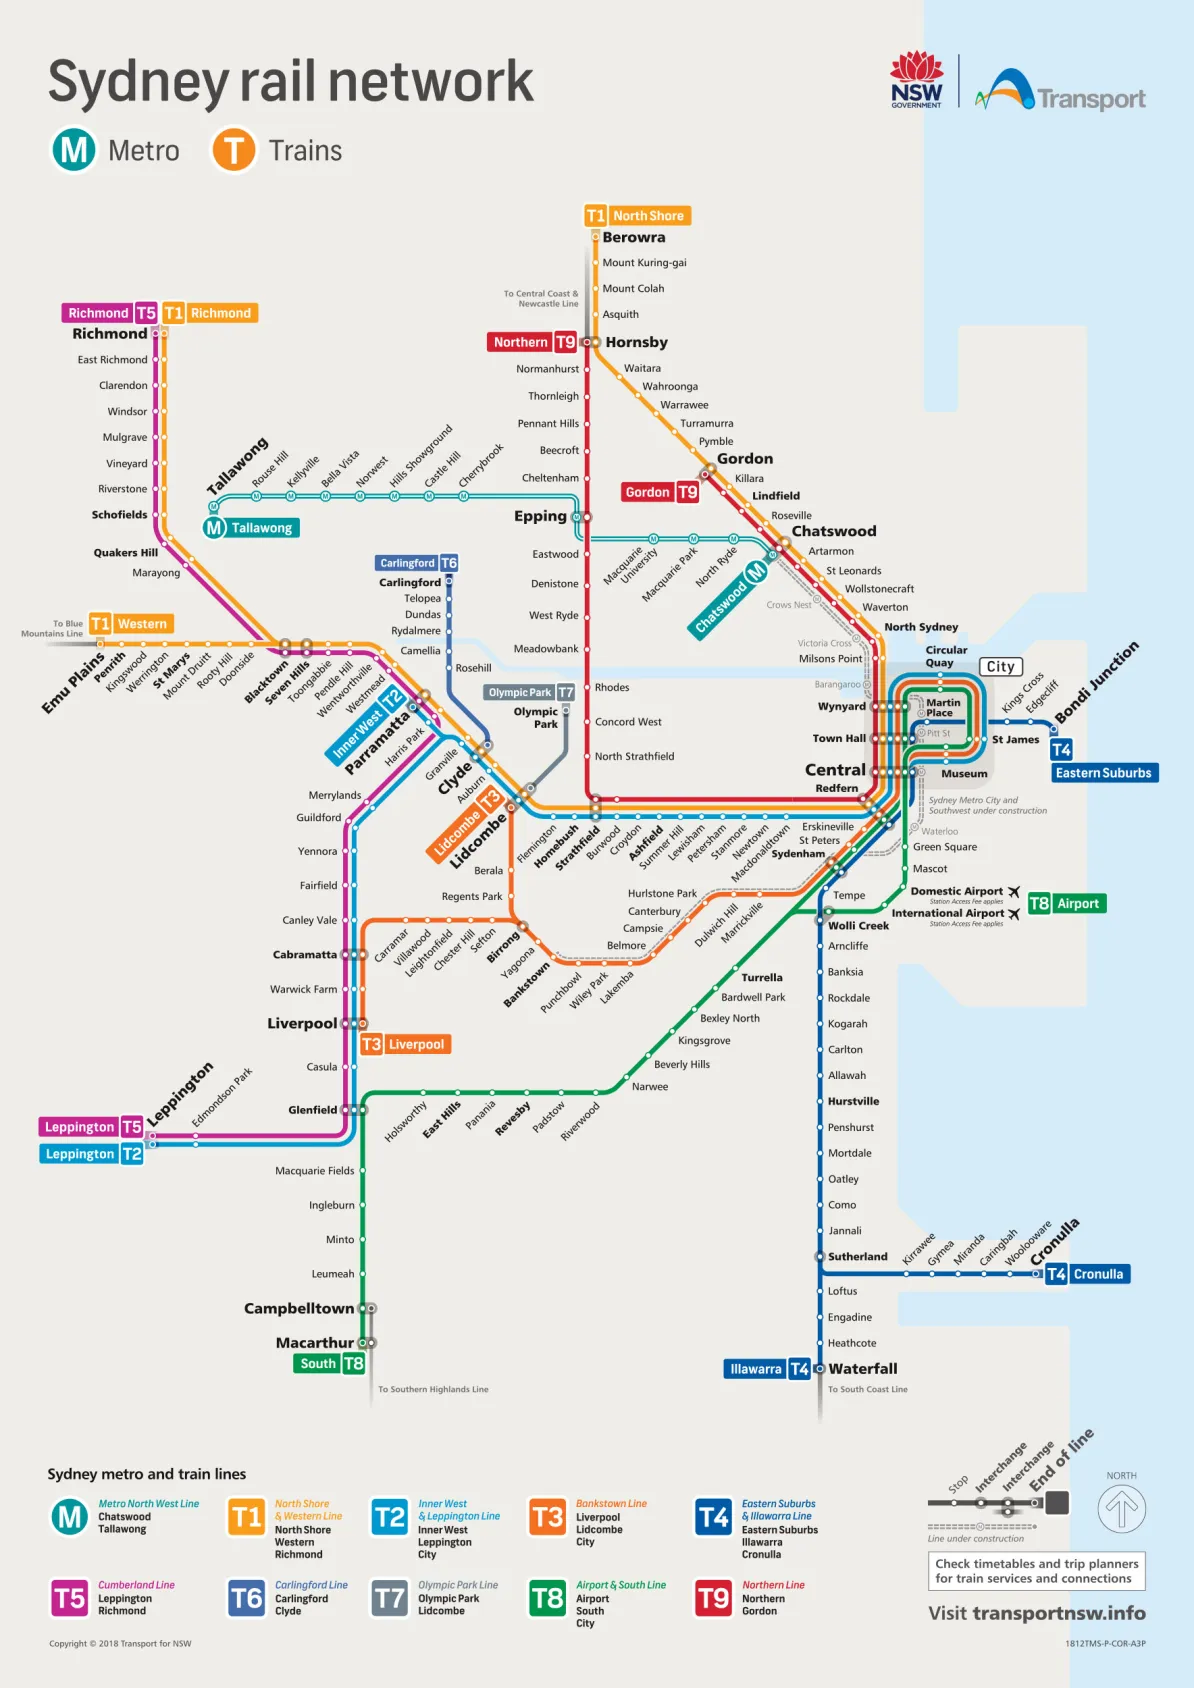 Sydney rail network
M Metro
T Trains
NSW
GOVERNMENT
Transport
T1 North Shore
Berowra
Mount Kuring-gai
Mount Colah
To Central Coast &
Newcastle Line
Asquith
Northern T9
Hornsby
Richmond T5
T1 Richmond
Richmond
East Richmond
Clarendon
Windsor
Mulgrave
Vineyard
Riverstone
Schofields
Quakers Hill
Marayong
Normanhurst
Thornleigh
Pennant Hills
Beecroft
Cheltenham
Waitara
Wahroonga
Warrawee
Turramurra
Pymble
Gordon
Gordon T9
Killara
Lindfield
Roseville
Chatswood
Tallawong
M Tallawong
Rouse Hill
Kellyville
Bella Vista
Norwest
Hills Showground
Castle Hill
Cherrybrook
Epping
Macquarie
University
Macquarie Park
North Ryde
Chatswood M
Artarmon
St Leonards
Wollstonecraft
Waverton
North Sydney
Crows Nest
Victoria Cross
Milsons Point
Barangaroo
Eastwood
Denistone
West Ryde
Meadowbank
Rhodes
Concord West
North Strathfield
Carlingford T6
Carlingford
Telopea
Dundas
Rydalmere
Camellia
Rosehill
Olympic Park T7
Olympic
Park
To Blue
Mountains Line
T1 Western
Emu Plains
Penrith
Kingswood
Werrington
St Marys
Mount Druitt
Rooty Hill
Doonside
Blacktown
Seven Hills
Toongabbie
Pendle Hill
Wentworthville
Westmead
Inner West T2
Parramatta
Harris Park
Granville
Clyde
Auburn
Lidcombe T3
Lidcombe
Flemington
Homebush
Strathfield
Burwood
Croydon
Ashfield
Summer Hill
Lewisham
Petersham
Stanmore
Newtown
Macdonaldtown
Redfern
Central
Town Hall
Wynyard
Circular
Quay
City
Martin
Place
Pitt St
St James
Museum
Kings Cross
Edgecliff
Bondi Junction
T4
Eastern Suburbs
Sydney Metro City and
Southwest under construction
Waterloo
Green Square
Mascot
Domestic Airport
Station Access Fee applies
International Airport
Station Access Fee applies
T8 Airport
Erskineville
St Peters
Sydenham
Tempe
Wolli Creek
Merrylands
Guildford
Yennora
Fairfield
Canley Vale
Cabramatta
Warwick Farm
Liverpool
T3 Liverpool
Casula
Glenfield
Berala
Regents Park
Carramar
Villawood
Leightonfield
Chester Hill
Sefton
Birrong
Yagoona
Bankstown
Punchbowl
Wiley Park
Lakemba
Belmore
Campsie
Canterbury
Hurlstone Park
Dulwich Hill
Marrickville
Turrella
Bardwell Park
Bexley North
Kingsgrove
Beverly Hills
Narwee
Riverwood
Padstow
Revesby
Panania
East Hills
Holsworthy
Leppington
Edmondson Park
Leppington T5
Leppington T2
Macquarie Fields
Ingleburn
Minto
Leumeah
Campbelltown
Macarthur
South T8
To Southern Highlands Line
Arncliffe
Banksia
Rockdale
Kogarah
Carlton
Allawah
Hurstville
Penshurst
Mortdale
Oatley
Como
Jannali
Sutherland
Kirrawee
Gymea
Miranda
Caringbah
Woolooware
Cronulla
T4 Cronulla
Loftus
Engadine
Heathcote
Illawarra T4
Waterfall
To South Coast Line
Sydney metro and train lines
M
Metro North West Line
Chatswood
Tallawong
T1
North Shore
& Western Line
North Shore
Western
Richmond
T2
Inner West
& Leppington Line
Inner West
Leppington
City
T3
Bankstown Line
Liverpool
Lidcombe
City
T4
Eastern Suburbs
& Illawarra Line
Eastern Suburbs
Illawarra
Cronulla
T5
Cumberland Line
Leppington
Richmond
T6
Carlingford Line
Carlingford
Clyde
T7
Olympic Park Line
Olympic Park
Lidcombe
T8
Airport & South Line
Airport
South
City
T9
Northern Line
Northern
Gordon
Stop
Interchange
Interchange
End of line
Line under construction
NORTH
Check timetables and trip planners
for train services and connections
Visit transportnsw.info
Copyright © 2018 Transport for NSW
1812TMS-P-COR-A3P